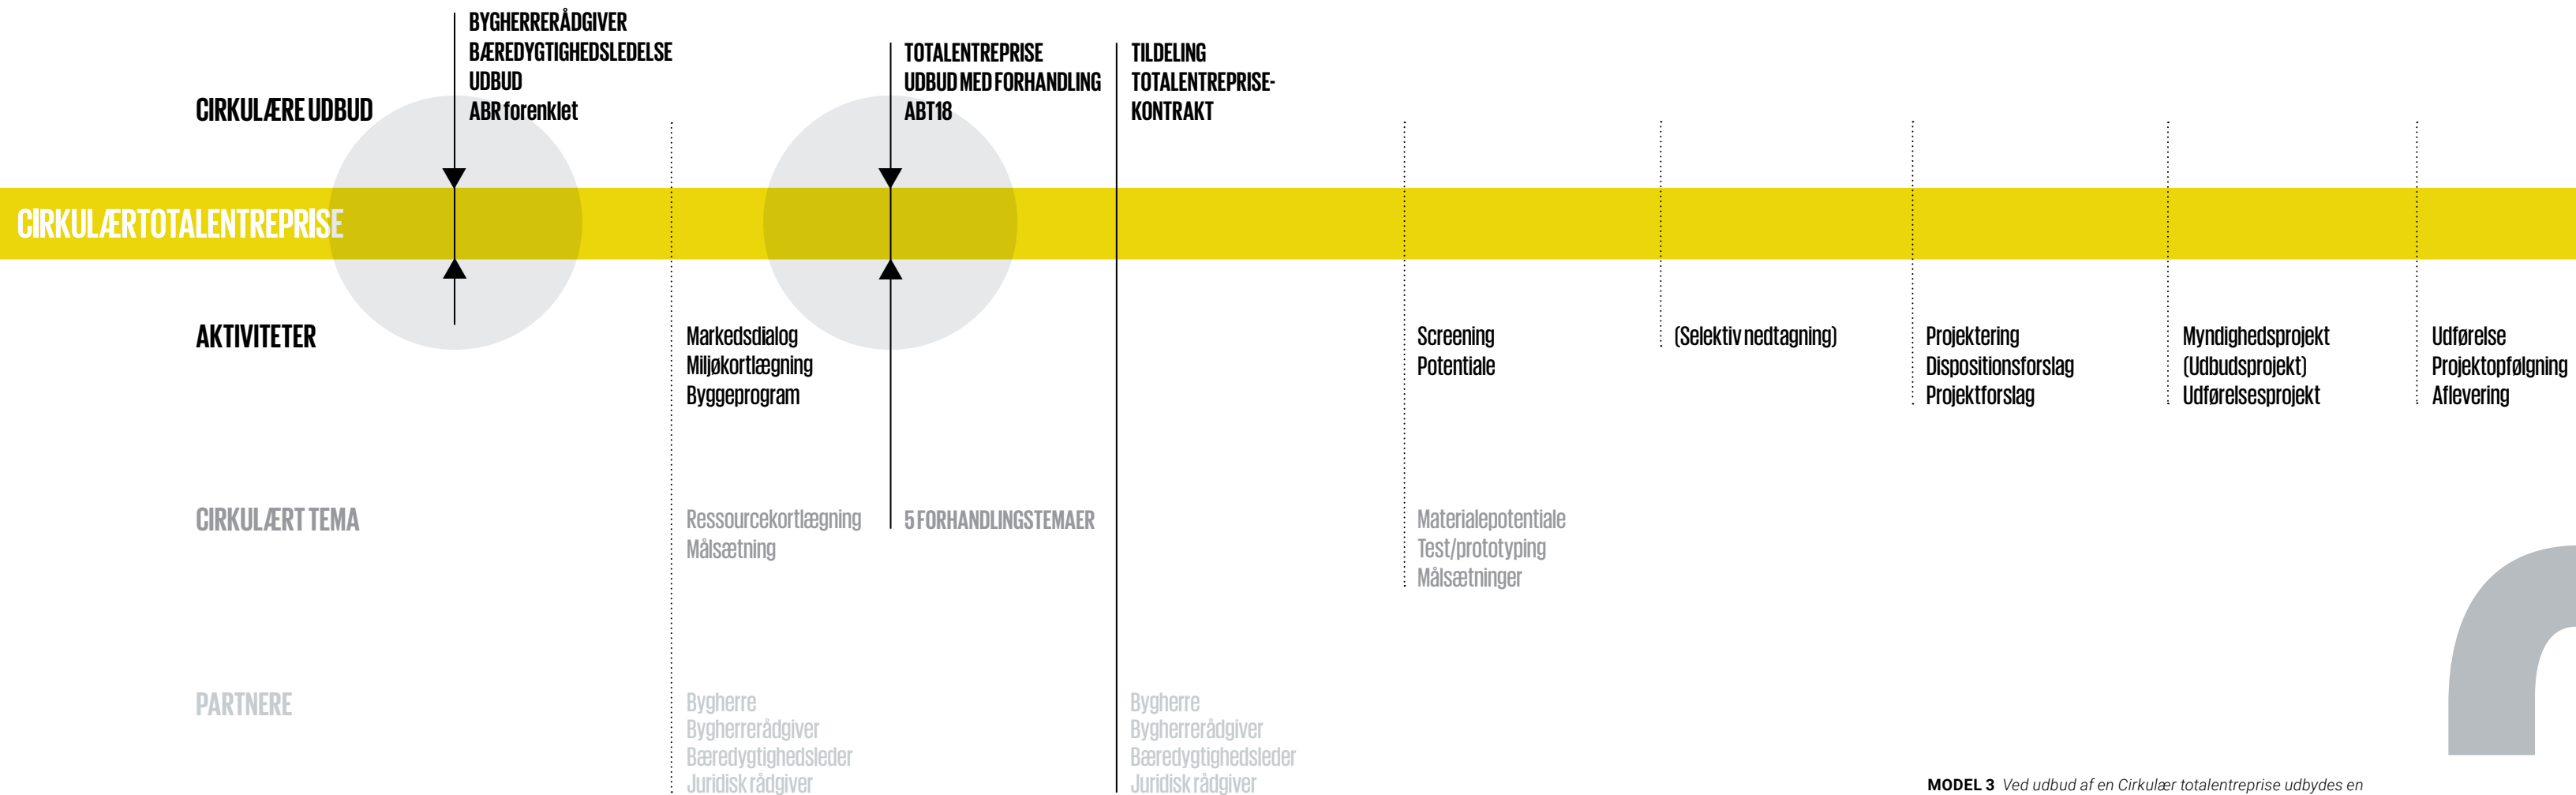 BYGHERRERÅDGIVER
BÆREDYGTIGHEDSLEDELSE
UDBUD
ABR forenklet
TOTALENTREPRISE
UDBUD MED FORHANDLING
ABT18
TILDELING
TOTALENTREPRISE-
KONTRAKT
CIRKULÆRE UDBUD
CIRKULÆR TOTALENTREPRISE
AKTIVITETER
Markedsdialog
Miljøkortlægning
Byggeprogram
Screening
Potentiale
(Selektiv nedtagning)
Projektering
Dispositionsforslag
Projektforslag
Myndighedsprojekt
(Udbudsprojekt)
Udførelsesprojekt
Udførelse
Projektopfølgning
Aflevering
CIRKULÆRT TEMA
Ressourcekortlægning
Målsætning
5 FORHANDLINGSTEMAER
Materialepotentiale
Test/prototyping
Målsætninger
PARTNERE
Bygherre
Bygherrerådgiver
Bæredygtighedsleder
Juridisk rådgiver
Bygherre
Bygherrerådgiver
Bæredygtighedsleder
Juridisk rådgiver
MODEL 3 Ved udbud af en Cirkulær totalentreprise udbydes en